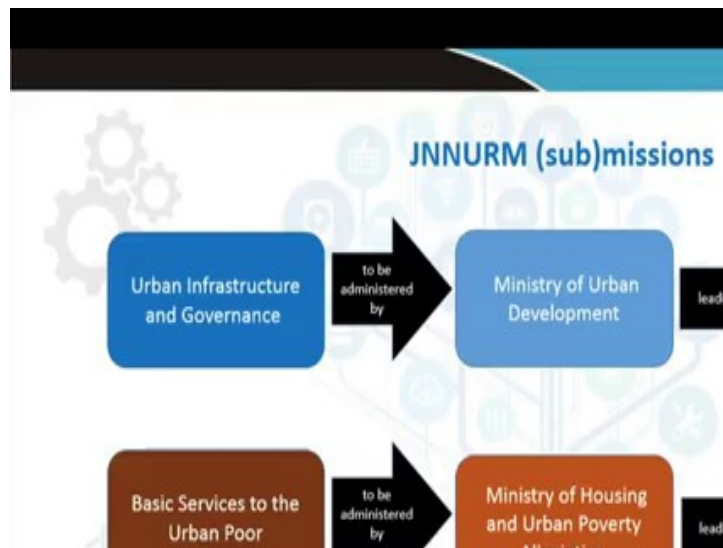 JNNURM (sub)missions
Urban Infrastructure
and Governance
to be
administered
by
Ministry of Urban
Development
Basic Services to the
Urban Poor
to be
administered
by
Ministry of Housing
and Urban Poverty